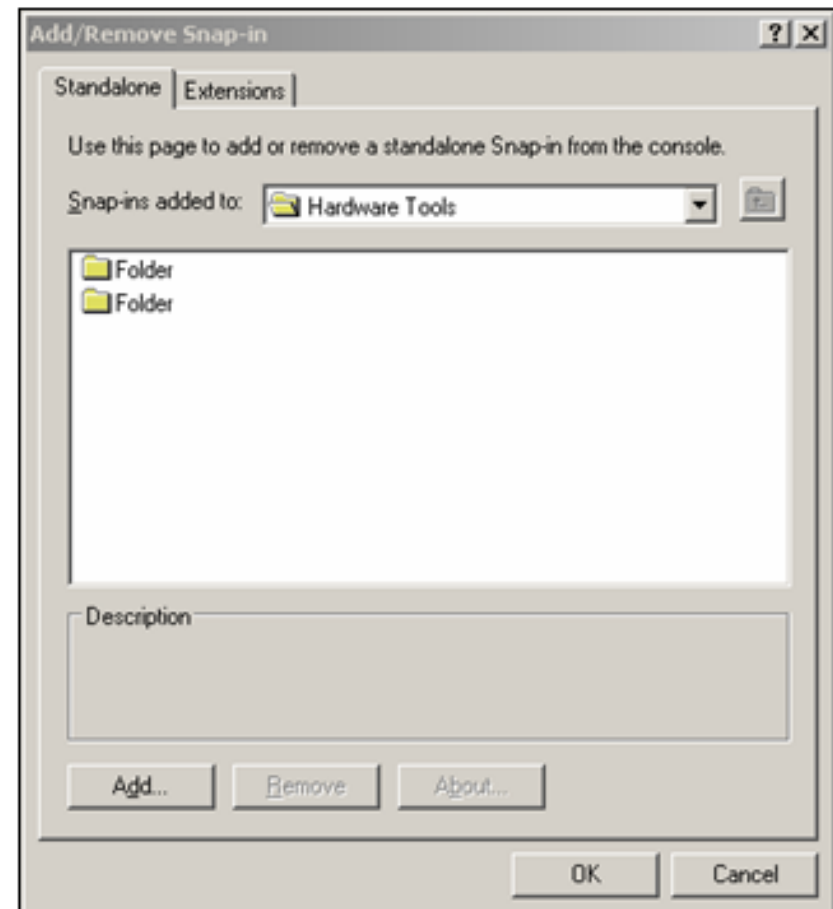 Add/Remove Snap-in
Standalone
Extensions
Use this page to add or remove a standalone Snap-in from the console.
Snap-ins added to:
Hardware Tools
Folder
Folder
Description
Add...
Remove
About...
OK
Cancel